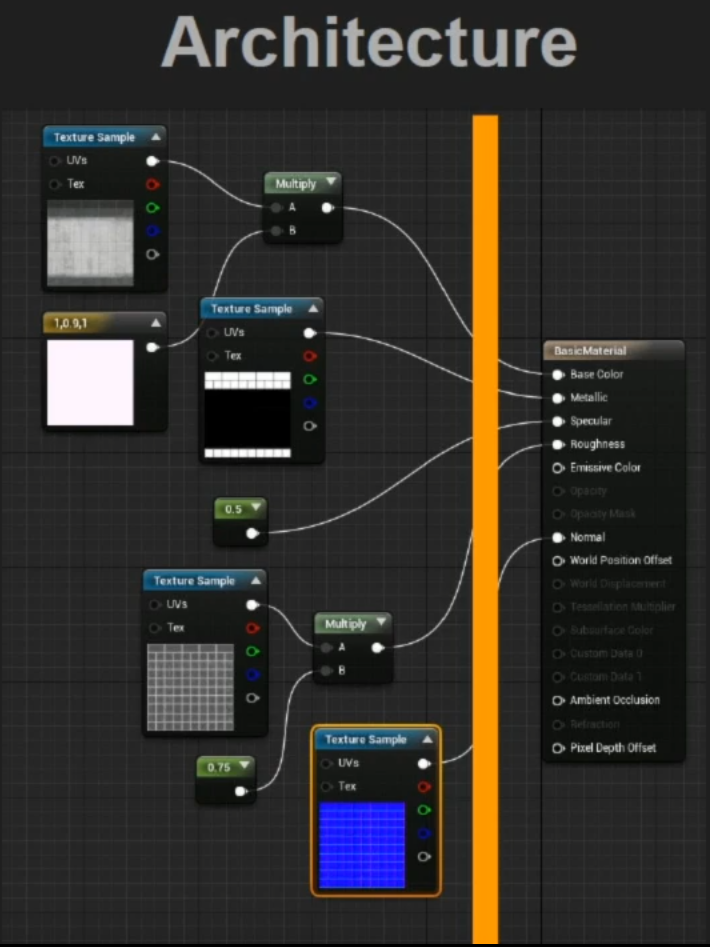 Architecture
Texture Sample
UVs
Tex
Multiply
A
B
1,0.9,1
Texture Sample
UVs
Tex
0.5
Texture Sample
UVs
Tex
Multiply
A
B
0.75
Texture Sample
UVs
Tex
BasicMaterial
Base Color
Metallic
Specular
Roughness
Emissive Color
Opacity
Opacity Mask
Normal
World Position Offset
World Displacement
Tessellation Multiplier
Subsurface Color
Custom Data 0
Custom Data 1
Ambient Occlusion
Refraction
Pixel Depth Offset